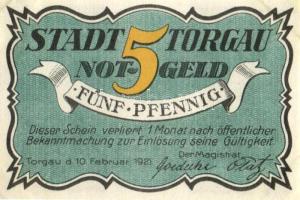 STADT 5 TORGAU
NOT-GELD
· FÜNF PFENNIG ·
Dieser Schein verliert 1 Monat nach öffentlicher
Bekanntmachung zur Einlösung seine Gültigkeit
Der Magistrat
Torgau d. 10. Februar 1921